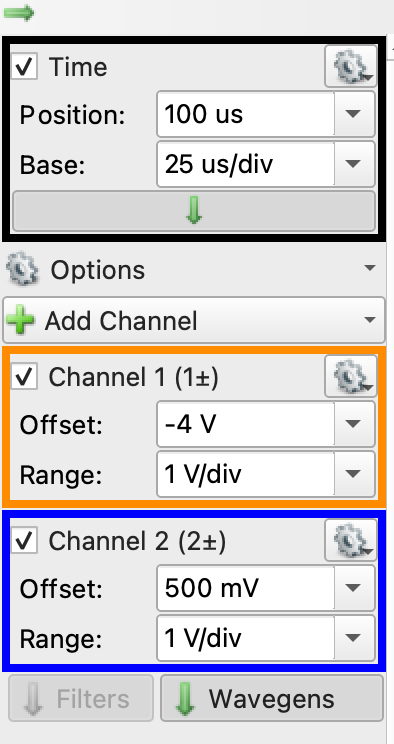 Time
Position: 100 us
Base: 25 us/div
Options
Add Channel
Channel 1 (1±)
Offset: -4 V
Range: 1 V/div
Channel 2 (2±)
Offset: 500 mV
Range: 1 V/div
Filters Wavegens